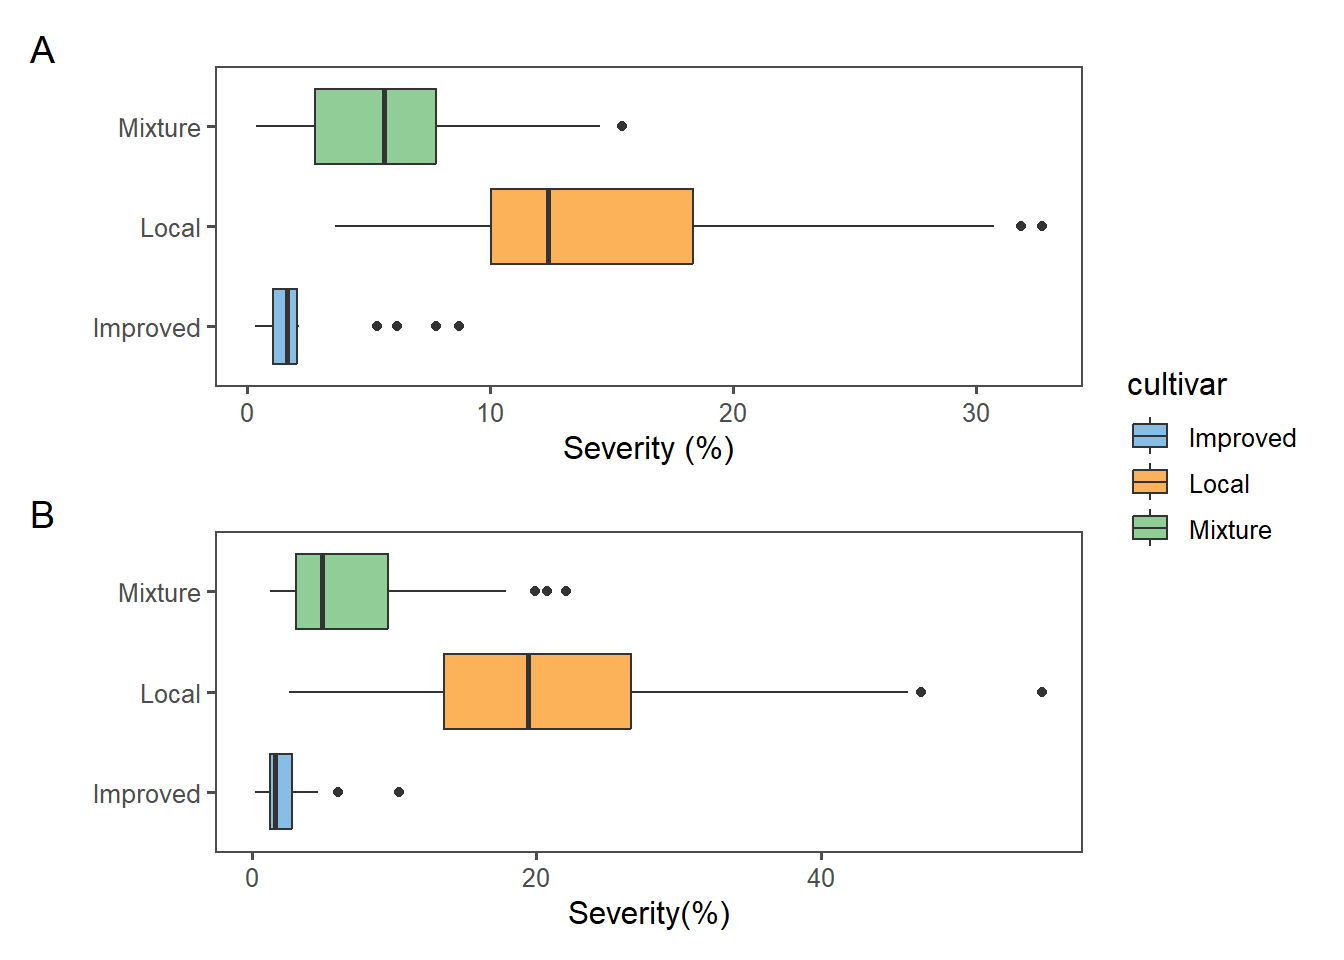 A
Mixture
Local
Improved
0 10 20 30
Severity (%)
cultivar
Improved
Local
Mixture
B
Mixture
Local
Improved
0 20 40
Severity(%)